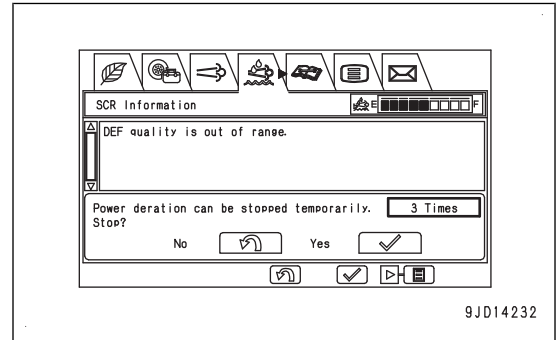 SCR Information
E F
DEF quality is out of range.
Power deration can be stopped temporarily.
3 Times
Stop?
No Yes
9JD14232